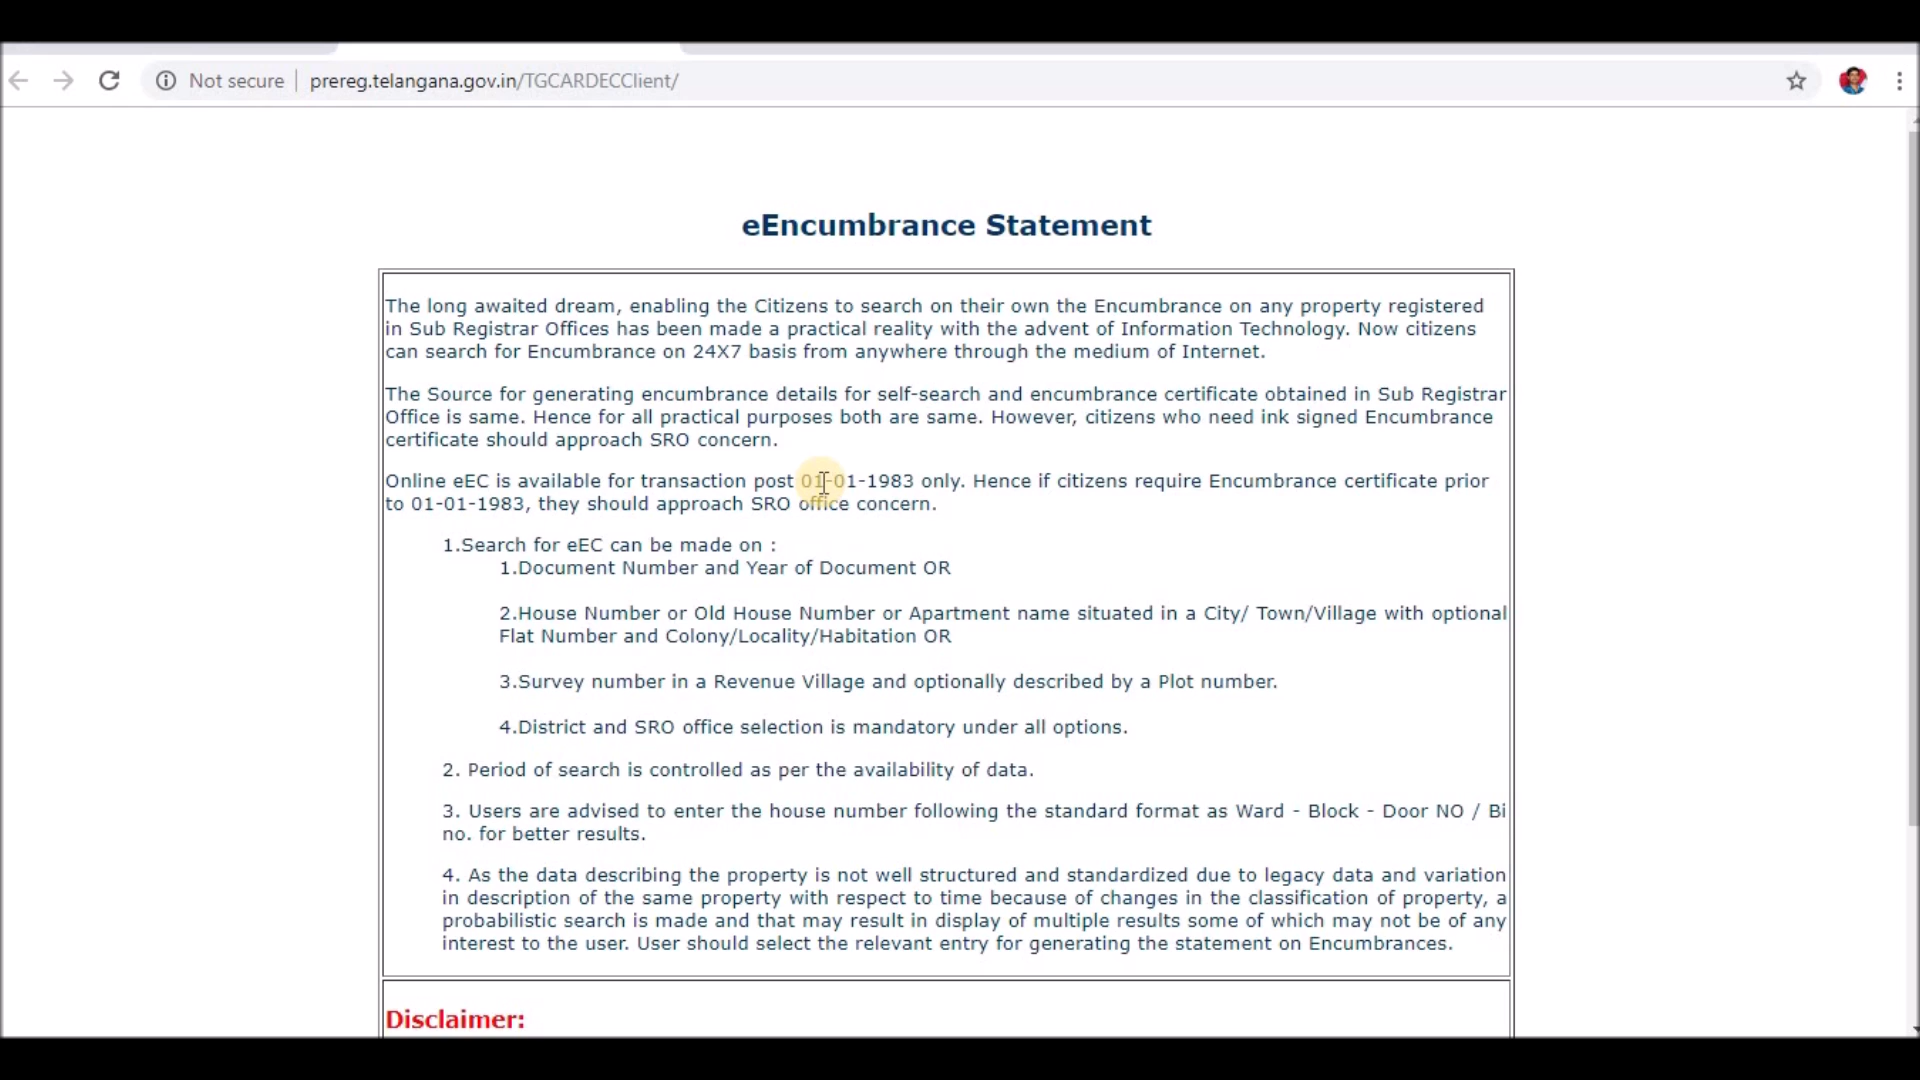 Not secure
prereg.telangana.gov.in/TGCARDECClient/
eEncumbrance Statement
The long awaited dream, enabling the Citizens to search on their own the Encumbrance on any property registered
in Sub Registrar Offices has been made a practical reality with the advent of Information Technology. Now citizens
can search for Encumbrance on 24X7 basis from anywhere through the medium of Internet.
The Source for generating encumbrance details for self-search and encumbrance certificate obtained in Sub Registrar
Office is same. Hence for all practical purposes both are same. However, citizens who need ink signed Encumbrance
certificate should approach SRO concern.
Online eEC is available for transaction post 01-01-1983 only. Hence if citizens require Encumbrance certificate prior
to 01-01-1983, they should approach SRO office concern.
1.Search for eEC can be made on :
1.Document Number and Year of Document OR
2.House Number or Old House Number or Apartment name situated in a City/ Town/Village with optional
Flat Number and Colony/Locality/Habitation OR
3.Survey number in a Revenue Village and optionally described by a Plot number.
4.District and SRO office selection is mandatory under all options.
2. Period of search is controlled as per the availability of data.
3. Users are advised to enter the house number following the standard format as Ward - Block - Door NO / Bi
no. for better results.
4. As the data describing the property is not well structured and standardized due to legacy data and variation
in description of the same property with respect to time because of changes in the classification of property, a
probabilistic search is made and that may result in display of multiple results some of which may not be of any
interest to the user. User should select the relevant entry for generating the statement on Encumbrances.
Disclaimer: